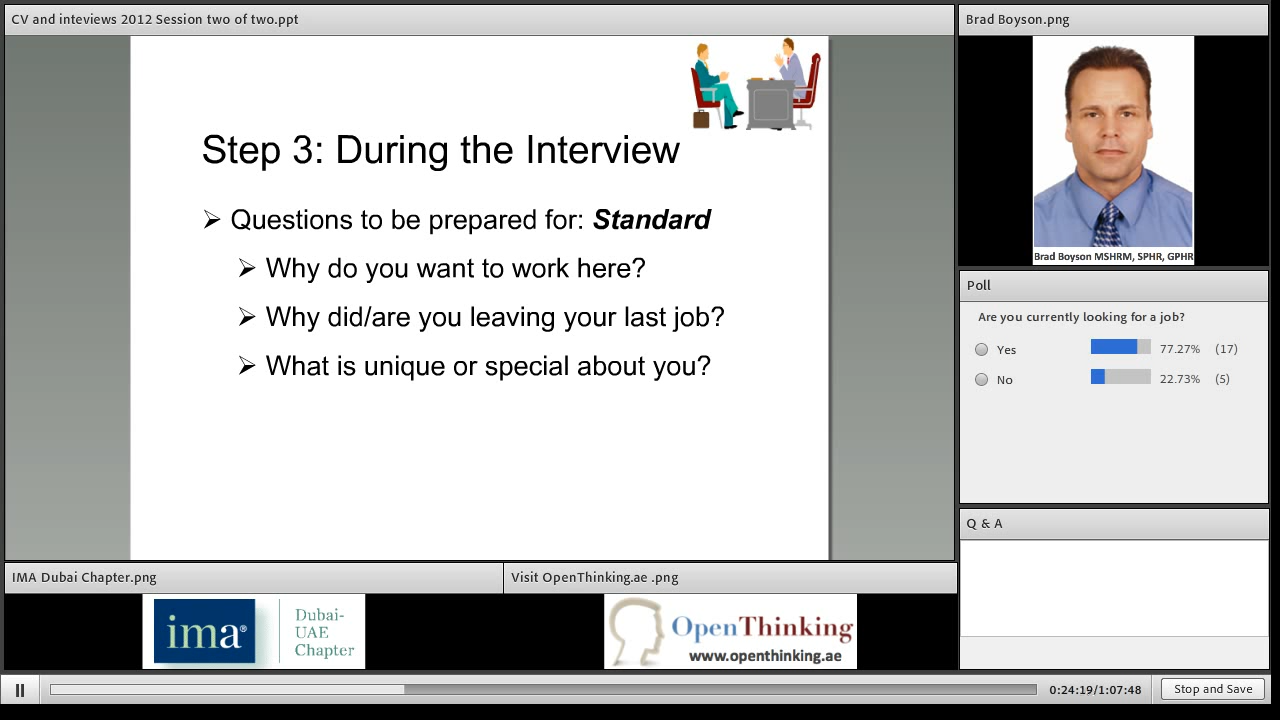 CV and inteviews 2012 Session two of two.ppt
Step 3: During the Interview
Questions to be prepared for: Standard
Why do you want to work here?
Why did/are you leaving your last job?
What is unique or special about you?
Brad Boyson.png
Brad Boyson MSHRM, SPHR, GPHR
Poll
Are you currently looking for a job?
Yes 77.27% (17)
No 22.73% (5)
Q & A
IMA Dubai Chapter.png
ima®
Dubai-
UAE
Chapter
Visit OpenThinking.ae .png
OpenThinking
www.openthinking.ae
0:24:19/1:07:48
Stop and Save